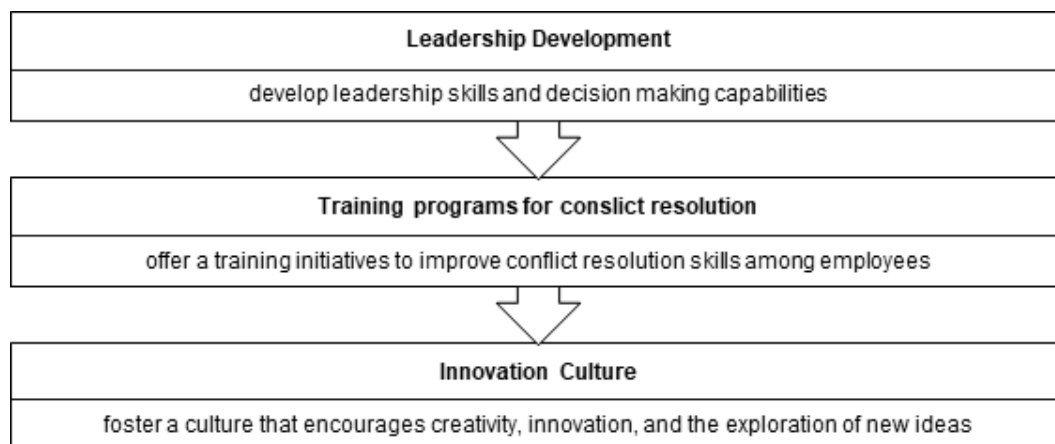 Leadership Development
develop leadership skills and decision making capabilities
Training programs for conslict resolution
offer a training initiatives to improve conflict resolution skills among employees
Innovation Culture
foster a culture that encourages creativity, innovation, and the exploration of new ideas